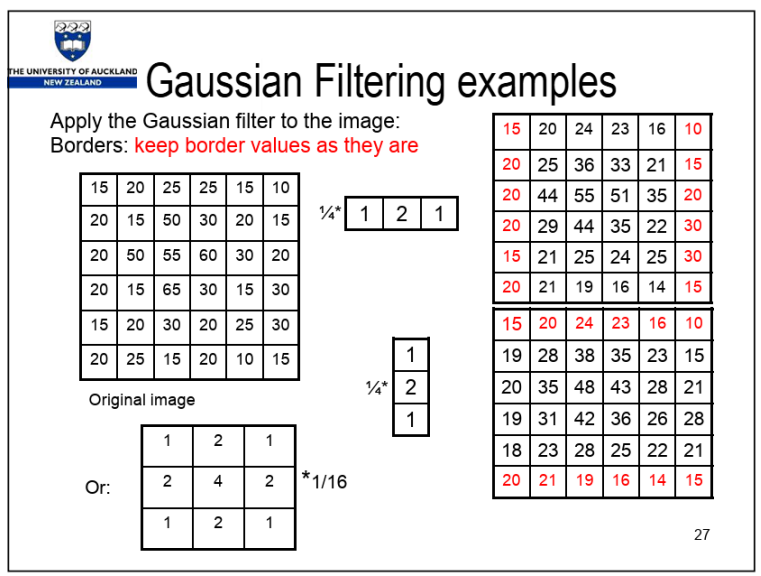 THE UNIVERSITY OF AUCKLAND
NEW ZEALAND
Gaussian Filtering examples
Apply the Gaussian filter to the image:
Borders: keep border values as they are
15 20 25 25 15 10
20 15 50 30 20 15
20 50 55 60 30 20
20 15 65 30 15 30
15 20 30 20 25 30
20 25 15 20 10 15
Original image
¼* 1 2 1
15 20 24 23 16 10
20 25 36 33 21 15
20 44 55 51 35 20
20 29 44 35 22 30
15 21 25 24 25 30
20 21 19 16 14 15
¼*
1
2
1
15 20 24 23 16 10
19 28 38 35 23 15
20 35 48 43 28 21
19 31 42 36 26 28
18 23 28 25 22 21
20 21 19 16 14 15
Or:
1 2 1
2 4 2
1 2 1
*1/16
27